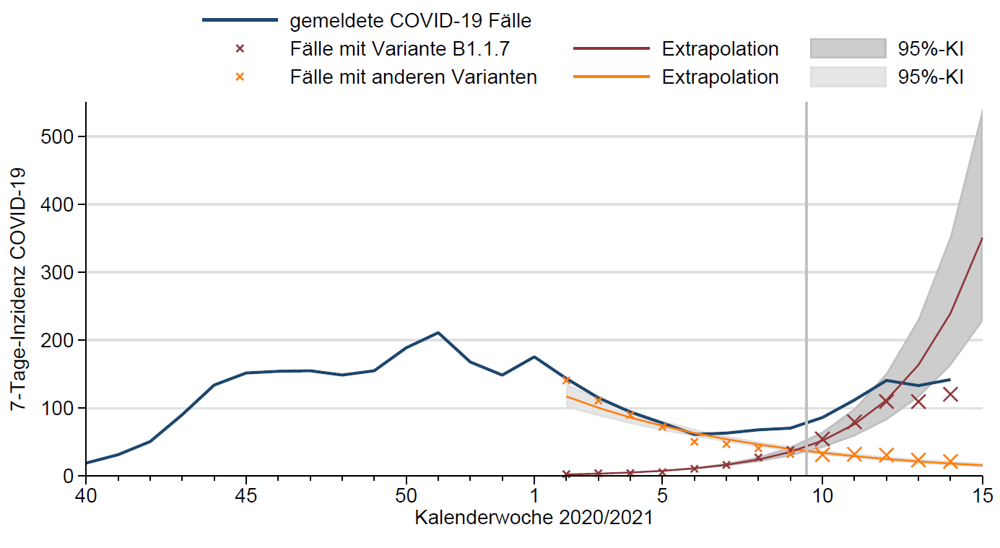 gemeldete COVID-19 Fälle
Fälle mit Variante B1.1.7 Extrapolation 95%-KI
Fälle mit anderen Varianten Extrapolation 95%-KI
7-Tage-Inzidenz COVID-19
500
400
300
200
100
0
40 45 50 1 5 10 15
Kalenderwoche 2020/2021